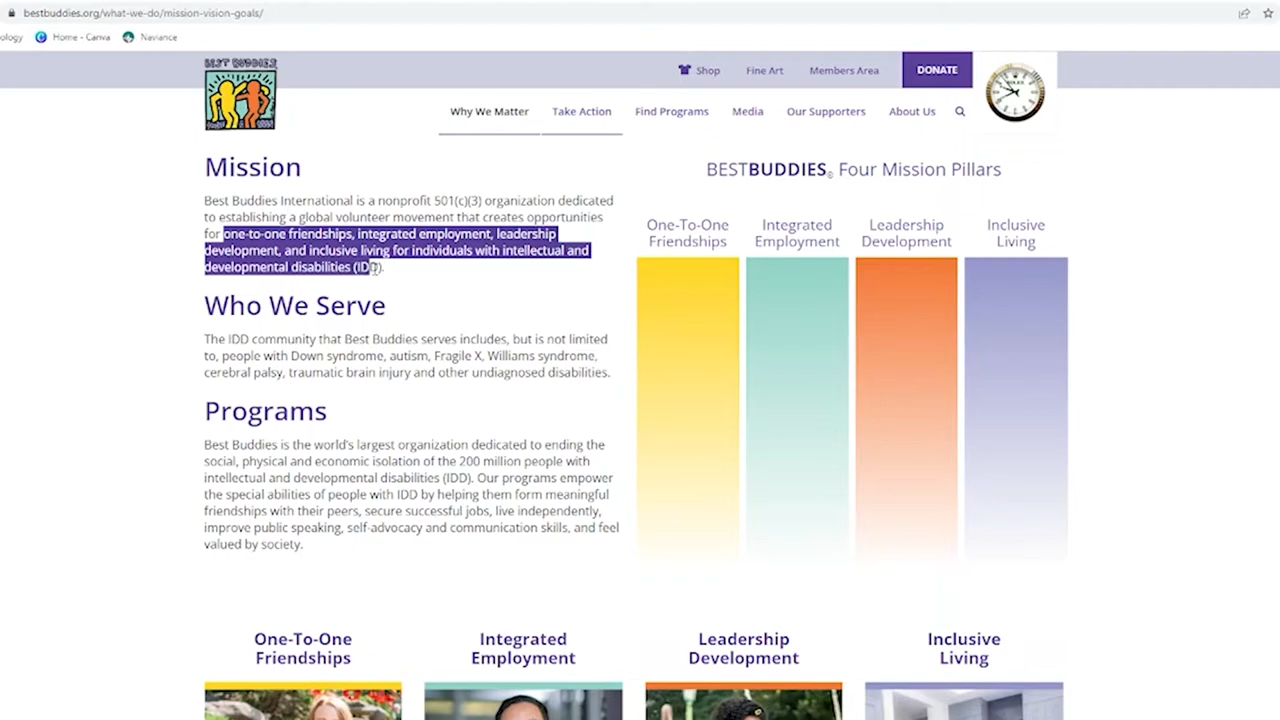 bestbuddies.org/what-we-do/mission-vision-goals/
ology Home - Canva Naviance
BEST BUDDIES
Shop Fine Art Members Area DONATE
ROLEX
Why We Matter Take Action Find Programs Media Our Supporters About Us
Mission
Best Buddies International is a nonprofit 501(c)(3) organization dedicated
to establishing a global volunteer movement that creates opportunities
for one-to-one friendships, integrated employment, leadership
development, and inclusive living for individuals with intellectual and
developmental disabilities (IDD).
Who We Serve
The IDD community that Best Buddies serves includes, but is not limited
to, people with Down syndrome, autism, Fragile X, Williams syndrome,
cerebral palsy, traumatic brain injury and other undiagnosed disabilities.
Programs
Best Buddies is the world's largest organization dedicated to ending the
social, physical and economic isolation of the 200 million people with
intellectual and developmental disabilities (IDD). Our programs empower
the special abilities of people with IDD by helping them form meaningful
friendships with their peers, secure successful jobs, live independently,
improve public speaking, self-advocacy and communication skills, and feel
valued by society.
BESTBUDDIES® Four Mission Pillars
One-To-One
Friendships
Integrated
Employment
Leadership
Development
Inclusive
Living
One-To-One
Friendships
Integrated
Employment
Leadership
Development
Inclusive
Living